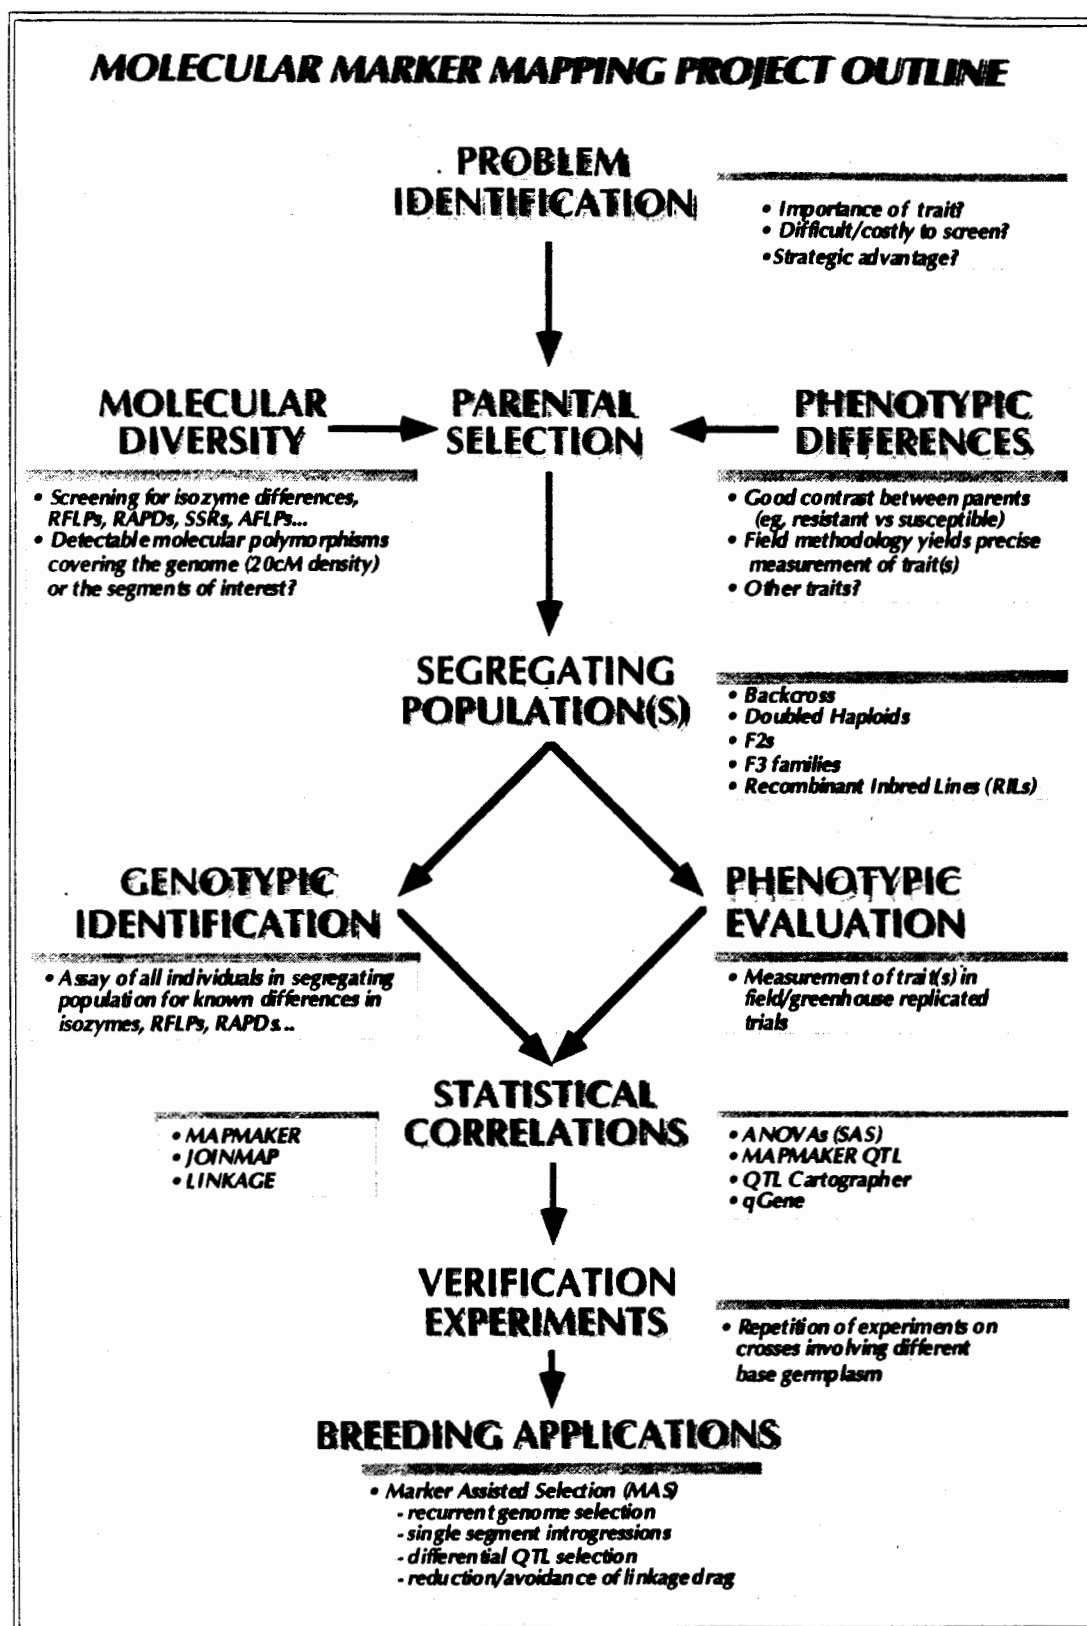 MOLECULAR MARKER MAPPING PROJECT OUTLINE
PROBLEM
IDENTIFICATION
• Importance of trait?
• Difficult/costly to screen?
•Strategic advantage?
MOLECULAR
DIVERSITY
PARENTAL
SELECTION
PHENOTYPIC
DIFFERENCES
• Screening for isozyme differences,
RFLPs, RAPDs, SSRs, AFLPs...
• Detectable molecular polymorphisms
covering the genome (20cM density)
or the segments of interest?
• Good contrast between parents
(eg, resistant vs susceptible)
• Field methodology yields precise
measurement of trait(s)
• Other traits?
SEGREGATING
POPULATION(S)
• Backcross
• Doubled Haploids
• F2s
• F3 families
• Recombinant Inbred Lines (RILs)
GENOTYPIC
IDENTIFICATION
PHENOTYPIC
EVALUATION
• Assay of all individuals in segregating
population for known differences in
isozymes, RFLPs, RAPDs...
• Measurement of trait(s) in
field/greenhouse replicated
trials
STATISTICAL
CORRELATIONS
• MAPMAKER
• JOINMAP
• LINKAGE
• ANOVAs (SAS)
• MAPMAKER QTL
• QTL Cartographer
• qGene
VERIFICATION
EXPERIMENTS
• Repetition of experiments on
crosses involving different
base germplasm
BREEDING APPLICATIONS
• Marker Assisted Selection (MAS)
- recurrent genome selection
- single segment introgressions
- differential QTL selection
- reduction/avoidance of linkage drag